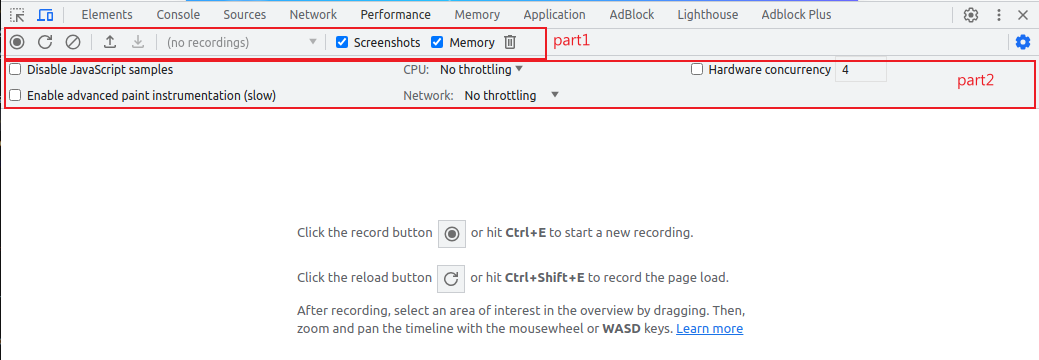 Elements Console Sources Network Performance Memory Application AdBlock Lighthouse Adblock Plus
(no recordings) Screenshots Memory part1
Disable JavaScript samples CPU: No throttling Hardware concurrency 4
part2
Enable advanced paint instrumentation (slow) Network: No throttling
Click the record button or hit Ctrl+E to start a new recording.
Click the reload button or hit Ctrl+Shift+E to record the page load.
After recording, select an area of interest in the overview by dragging. Then,
zoom and pan the timeline with the mousewheel or WASD keys. Learn more